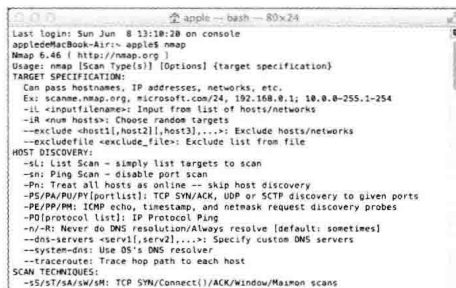 apple — bash — 80×24
Last login: Sun Jun  8 13:10:20 on console
appledeMacBook-Air:~ apple$ nmap
Nmap 6.46 ( http://nmap.org )
Usage: nmap [Scan Type(s)] [Options] {target specification}
TARGET SPECIFICATION:
  Can pass hostnames, IP addresses, networks, etc.
  Ex: scanme.nmap.org, microsoft.com/24, 192.168.0.1; 10.0.0-255.1-254
  -iL <inputfilename>: Input from list of hosts/networks
  -iR <num hosts>: Choose random targets
  --exclude <host1[,host2][,host3],...>: Exclude hosts/networks
  --excludefile <exclude_file>: Exclude list from file
HOST DISCOVERY:
  -sL: List Scan - simply list targets to scan
  -sn: Ping Scan - disable port scan
  -Pn: Treat all hosts as online -- skip host discovery
  -PS/PA/PU/PY[portlist]: TCP SYN/ACK, UDP or SCTP discovery to given ports
  -PE/PP/PM: ICMP echo, timestamp, and netmask request discovery probes
  -PO[protocol list]: IP Protocol Ping
  -n/-R: Never do DNS resolution/Always resolve [default: sometimes]
  --dns-servers <serv1[,serv2],...>: Specify custom DNS servers
  --system-dns: Use OS's DNS resolver
  --traceroute: Trace hop path to each host
SCAN TECHNIQUES:
  -sS/sT/sA/sW/sM: TCP SYN/Connect()/ACK/Window/Maimon scans